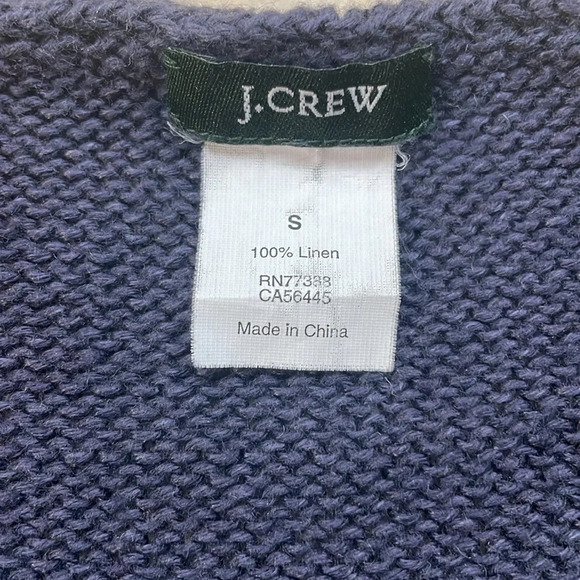 J.CREW
S
100% Linen
RN77388
CA56445
Made in China